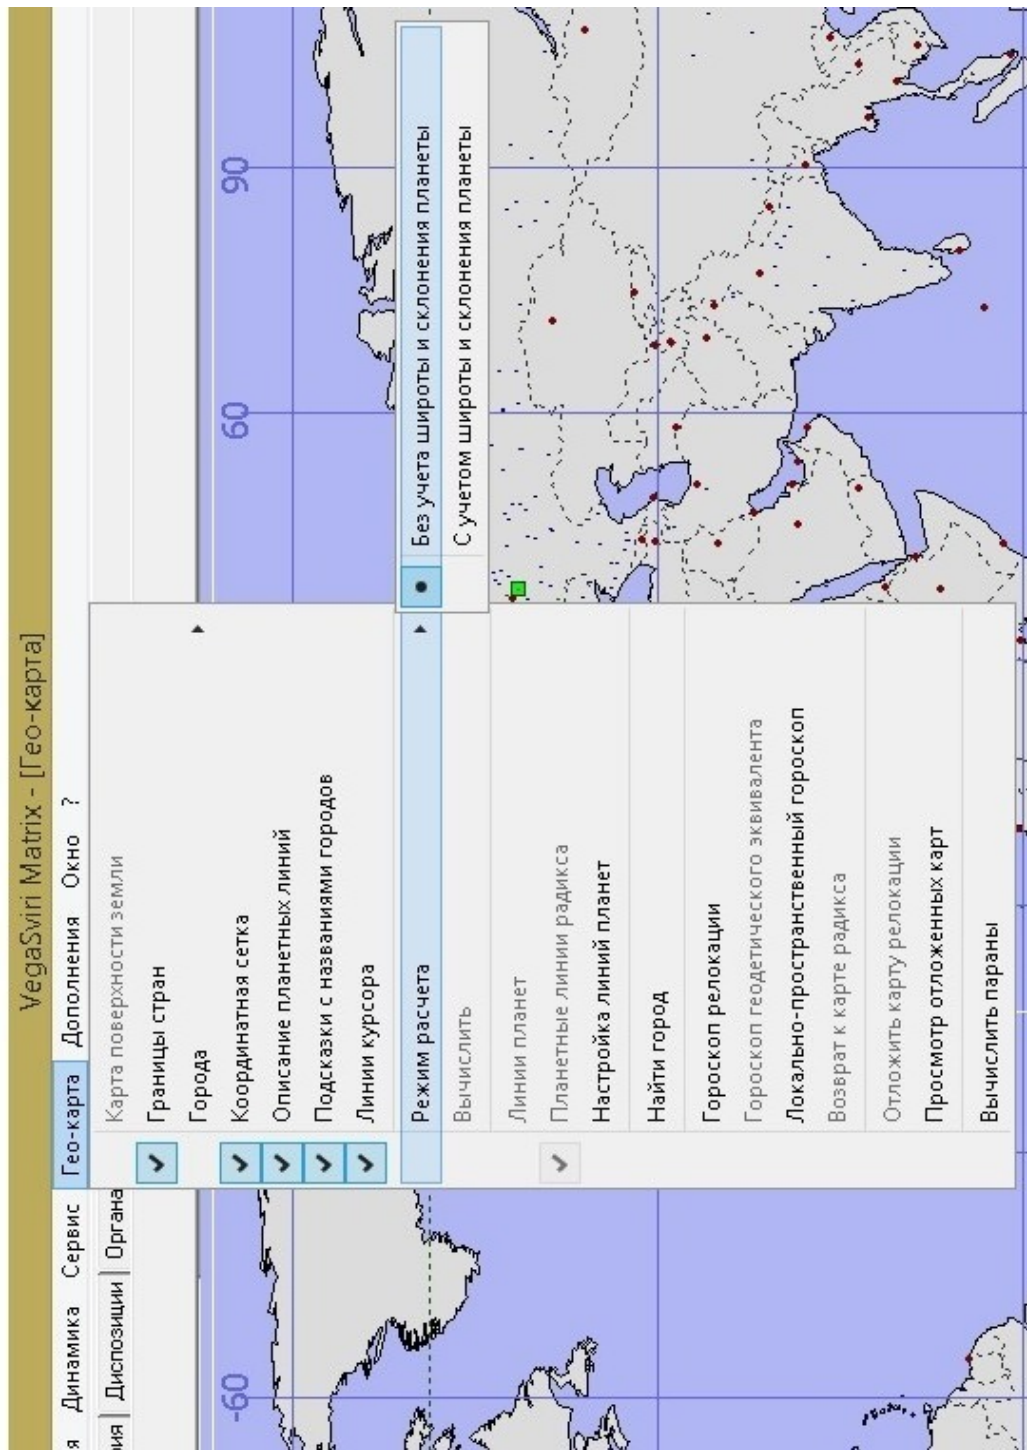 VegaSviri Matrix - [Гео-карта]
я Динамика Сервис Гео-карта Дополнения Окно ?
ия Диспозиции Органа
Карта поверхности земли
Границы стран
Города
Координатная сетка
Описание планетных линий
Подсказки с названиями городов
Линии курсора
Режим расчета
Вычислить
Линии планет
Планетные линии радикса
Настройка линий планет
Найти город
Гороскоп релокации
Гороскоп геодетического эквивалента
Локально-пространственный гороскоп
Возврат к карте радикса
Отложить карту релокации
Просмотр отложенных карт
Вычислить параны
Без учета широты и склонения планеты
С учетом широты и склонения планеты
-60 60 90